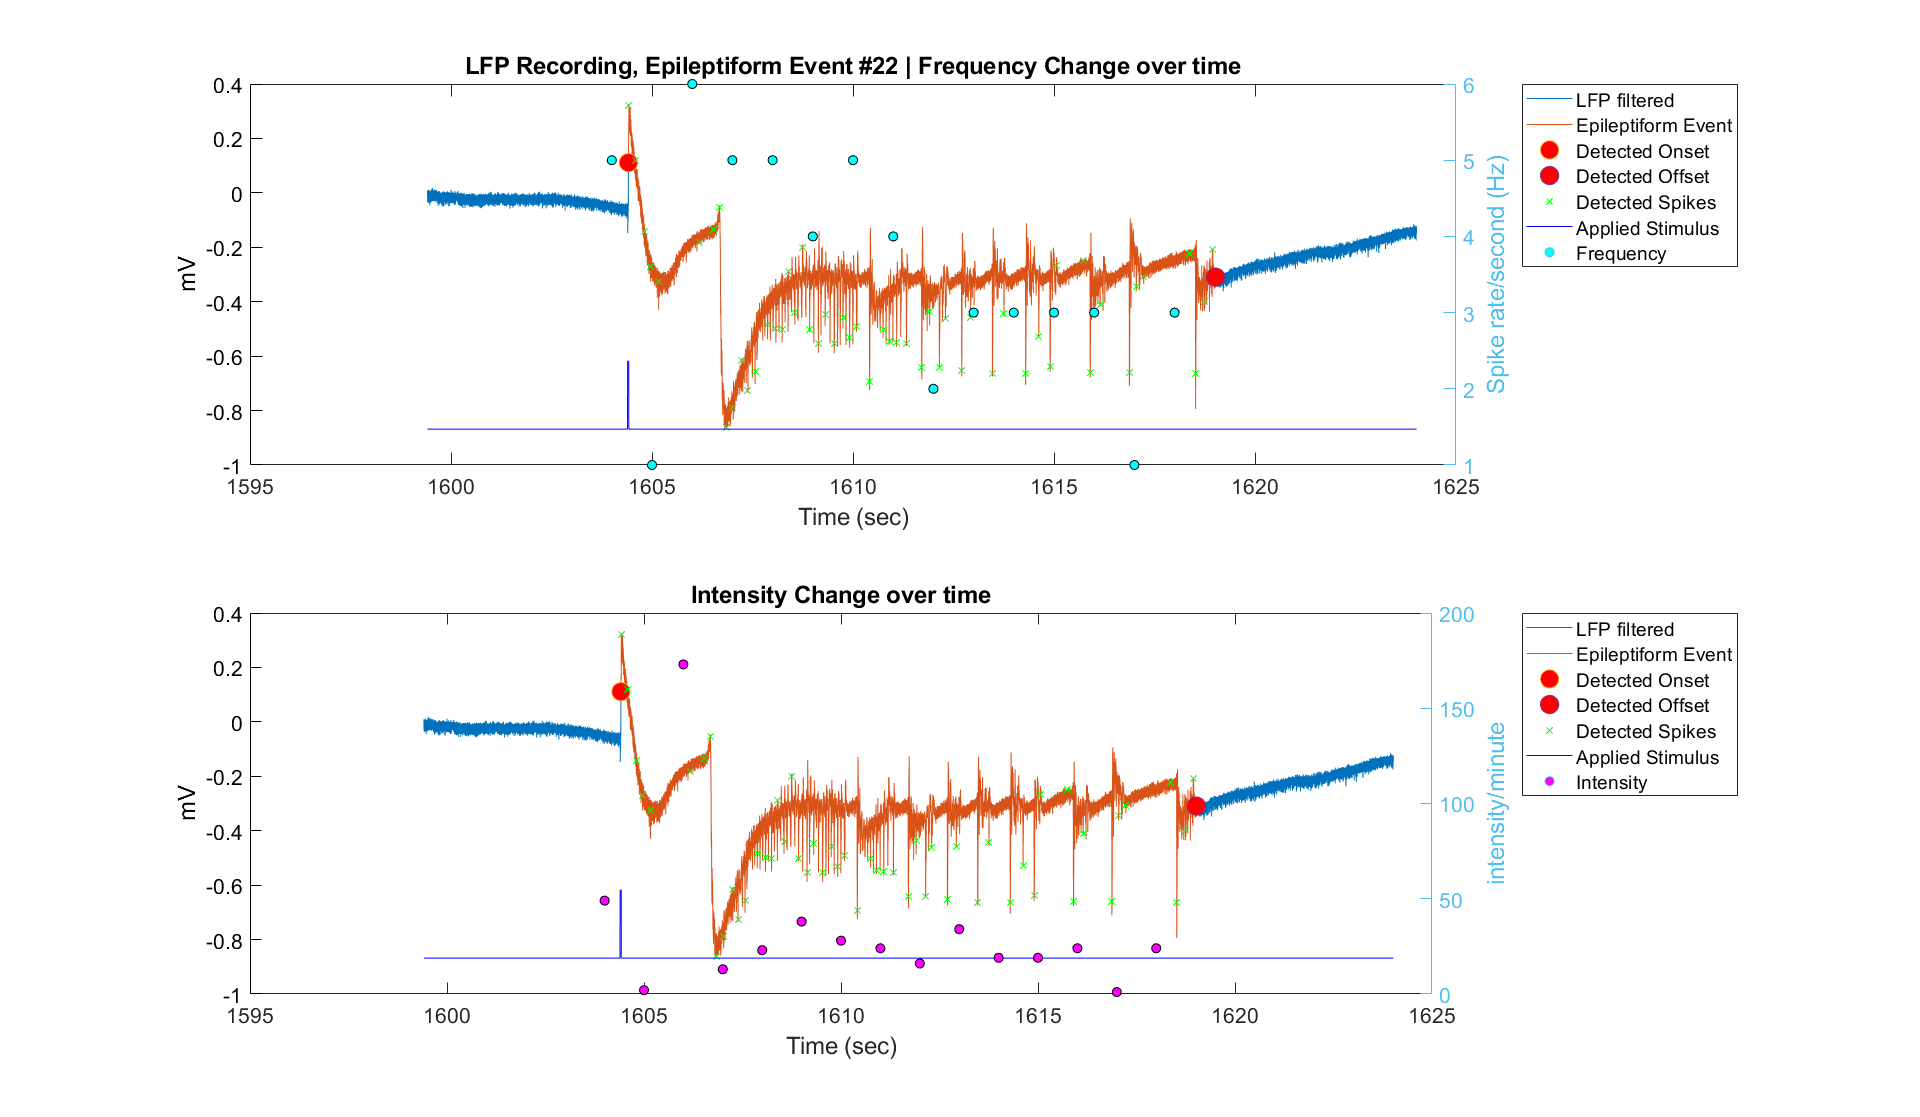 LFP Recording, Epileptiform Event #22 | Frequency Change over time
0.4
0.2
0
-0.2
-0.4
-0.6
-0.8
-1
mV
1595 1600 1605 1610 1615 1620 1625
Time (sec)
6
5
4
3
2
1
Spike rate/second (Hz)
LFP filtered
Epileptiform Event
Detected Onset
Detected Offset
Detected Spikes
Applied Stimulus
Frequency
Intensity Change over time
0.4
0.2
0
-0.2
-0.4
-0.6
-0.8
-1
mV
1595 1600 1605 1610 1615 1620 1625
Time (sec)
200
150
100
50
0
intensity/minute
LFP filtered
Epileptiform Event
Detected Onset
Detected Offset
Detected Spikes
Applied Stimulus
Intensity